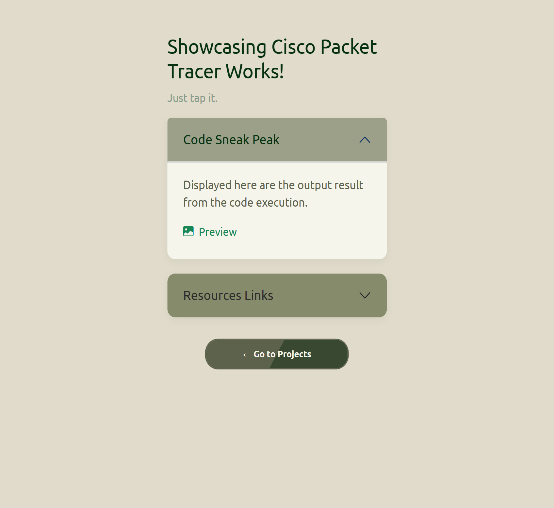 Showcasing Cisco Packet
Tracer Works!
Just tap it.
Code Sneak Peak
Displayed here are the output result
from the code execution.
Preview
Resources Links
Go to Projects